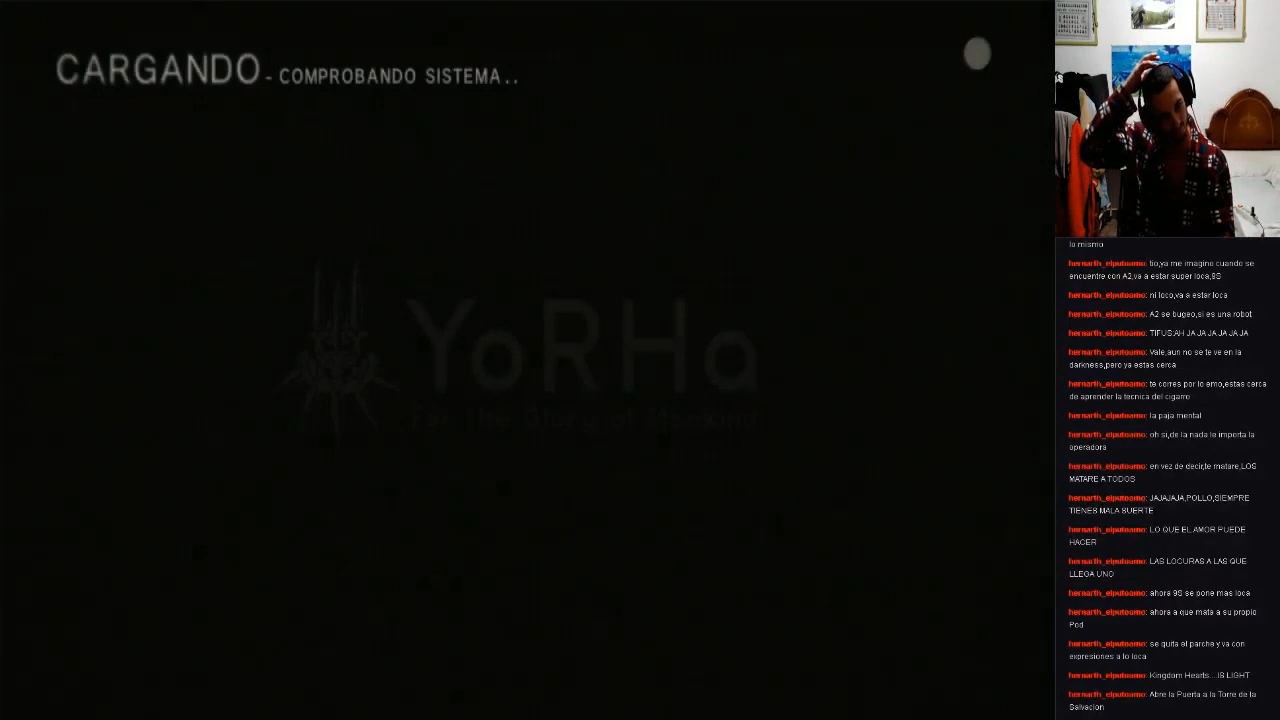 CARGANDO - COMPROBANDO SISTEMA..
YoRHa
lo mismo
hernarth_elputoamo: tio,ya me imagino cuando se
encuentre con A2,va a estar super loca,9S
hernarth_elputoamo: ni loco,va a estar loca
hernarth_elputoamo: A2 se bugeo,si es una robot
hernarth_elputoamo: TIFUS:AH JA JA JA JA JA JA
hernarth_elputoamo: Vale,aun no se te ve en la
darkness,pero ya estas cerca
hernarth_elputoamo: te corres por lo emo,estas cerca
de aprender la tecnica del cigarro
hernarth_elputoamo: la paja mental
hernarth_elputoamo: oh si,de la nada le importa la
operadora
hernarth_elputoamo: en vez de decir,te matare,LOS
MATARE A TODOS
hernarth_elputoamo: JAJAJAJA,POLLO,SIEMPRE
TIENES MALA SUERTE
hernarth_elputoamo: LO QUE EL AMOR PUEDE
HACER
hernarth_elputoamo: LAS LOCURAS A LAS QUE
LLEGA UNO
hernarth_elputoamo: ahora 9S se pone mas loca
hernarth_elputoamo: ahora a que mata a su propio
Pod
hernarth_elputoamo: se quita el parche y va con
expresiones a lo loca
hernarth_elputoamo: Kingdom Hearts....IS LIGHT
hernarth_elputoamo: Abre la Puerta a la Torre de la
Salvacion